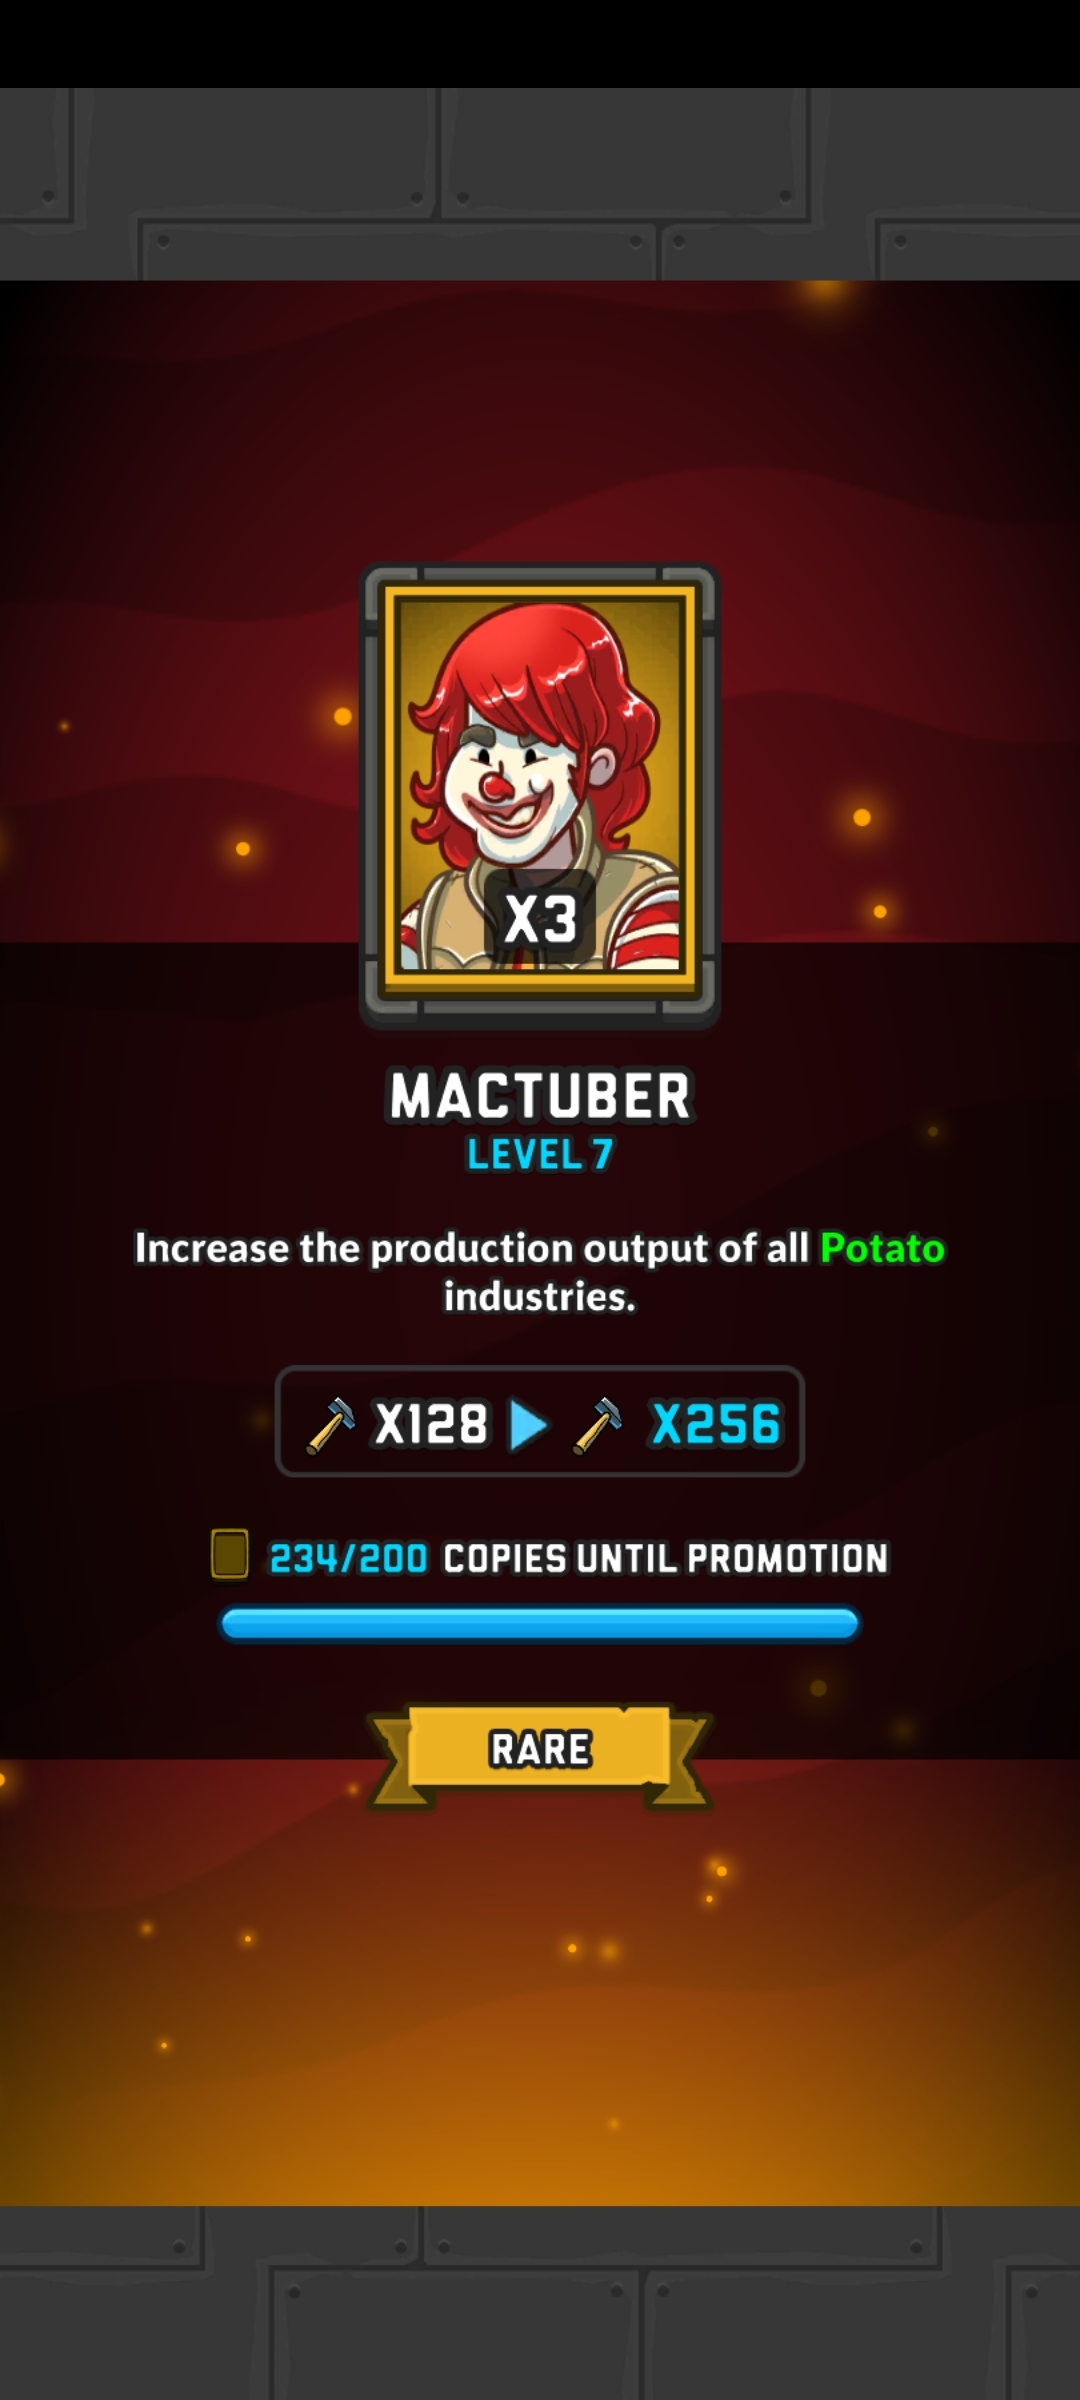 X3
MACTUBER
LEVEL 7
Increase the production output of all Potato
industries.
X128 X256
234/200 COPIES UNTIL PROMOTION
RARE